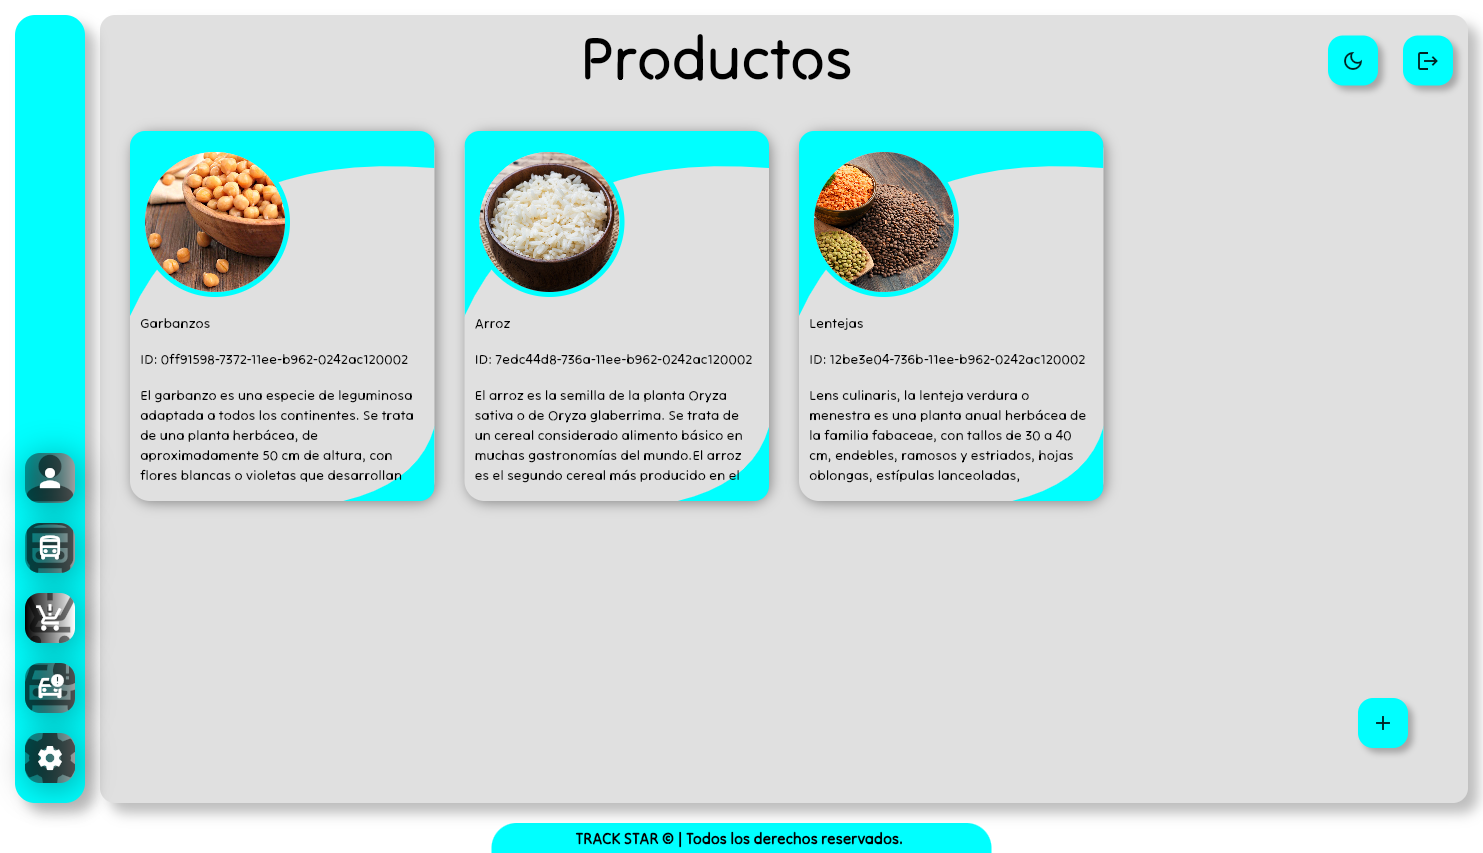 Productos
Garbanzos
ID: 0ff91598-7372-11ee-b962-0242ac120002
El garbanzo es una especie de leguminosa
adaptada a todos los continentes. Se trata
de una planta herbácea, de
aproximadamente 50 cm de altura, con
flores blancas o violetas que desarrollan
Arroz
ID: 7edc44d8-736a-11ee-b962-0242ac120002
El arroz es la semilla de la planta Oryza
sativa o de Oryza glaberrima. Se trata de
un cereal considerado alimento básico en
muchas gastronomías del mundo.El arroz
es el segundo cereal más producido en el
Lentejas
ID: 12be3e04-736b-11ee-b962-0242ac120002
Lens culinaris, la lenteja verdura o
menestra es una planta anual herbácea de
la familia fabaceae, con tallos de 30 a 40
cm, endebles, ramosos y estriados, hojas
oblongas, estípulas lanceoladas,
TRACK STAR © | Todos los derechos reservados.